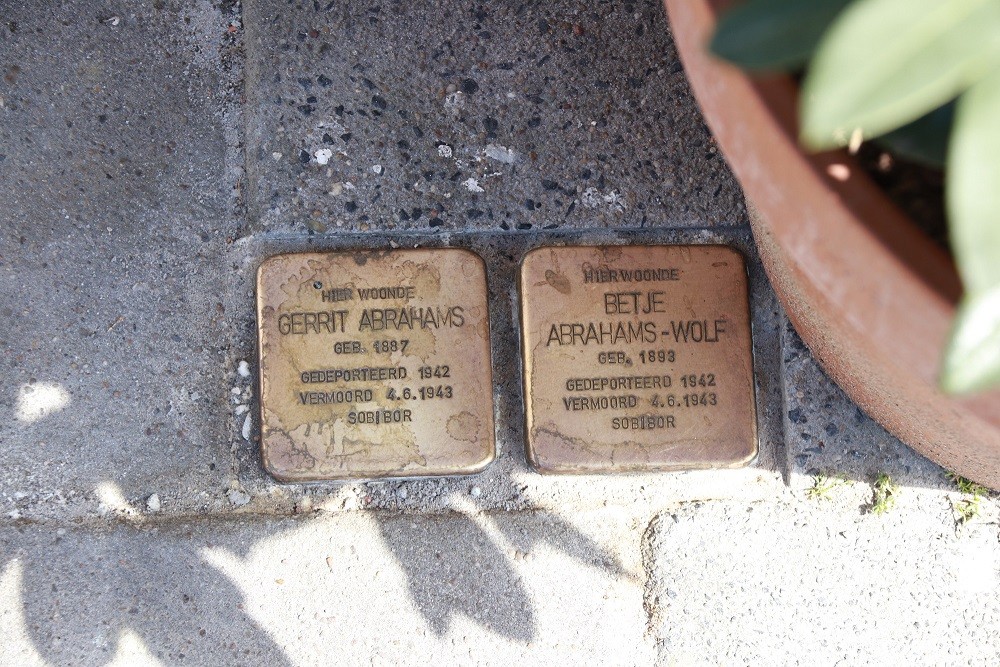 HIER WOONDE
GERRIT ABRAHAMS
GEB. 1887
GEDEPORTEERD 1942
VERMOORD 4.6.1943
SOBIBOR
HIER WOONDE
BETJE
ABRAHAMS-WOLF
GEB. 1893
GEDEPORTEERD 1942
VERMOORD 4.6.1943
SOBIBOR